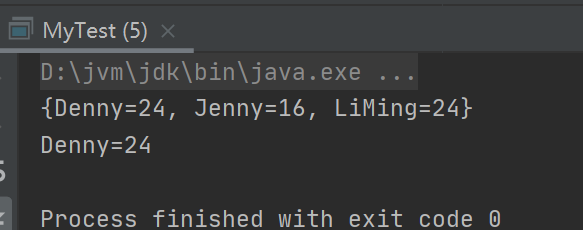 MyTest (5)
D:\jvm\jdk\bin\java.exe ...
{Denny=24, Jenny=16, LiMing=24}
Denny=24
Process finished with exit code 0